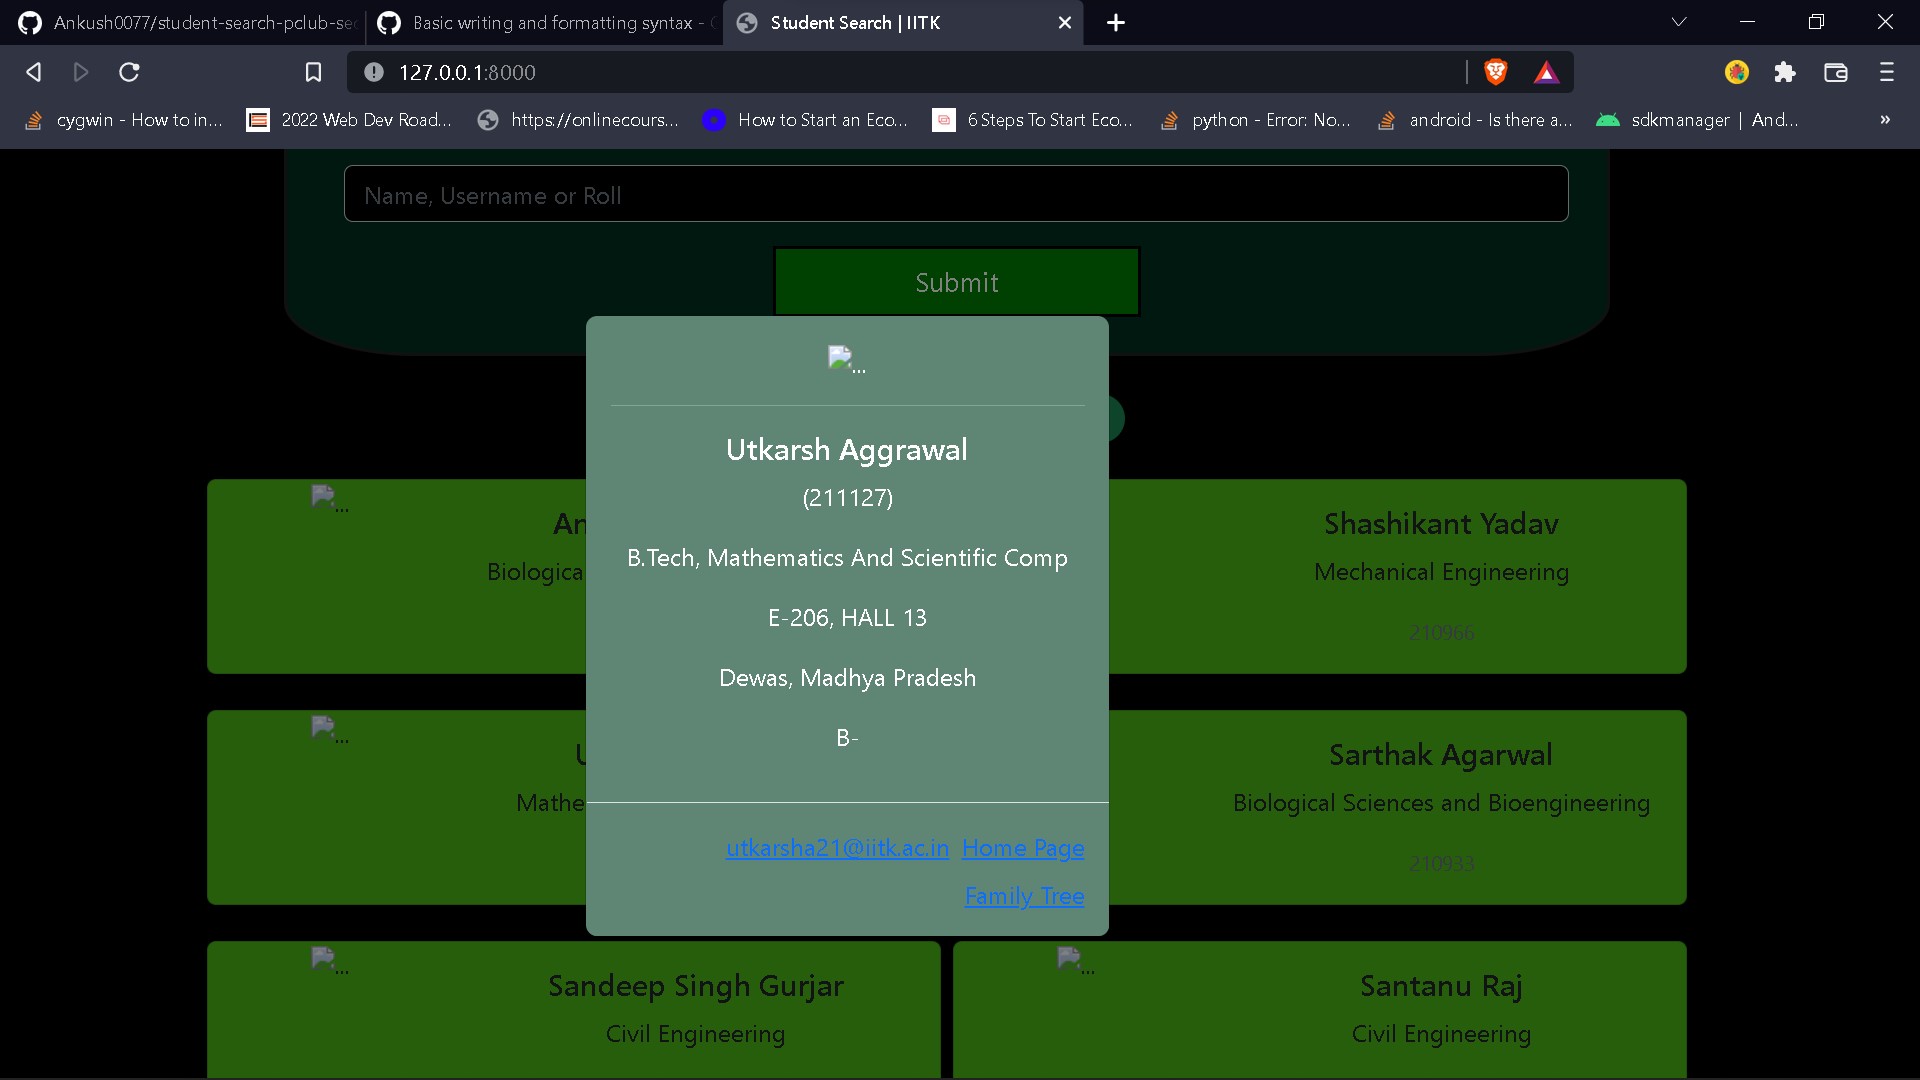 Ankush0077/student-search-pclub-sec
Basic writing and formatting syntax -
Student Search | IITK
127.0.0.1:8000
cygwin - How to in...
2022 Web Dev Road...
https://onlinecours...
How to Start an Eco...
6 Steps To Start Eco...
python - Error: No...
android - Is there a...
sdkmanager | And...
»
Name, Username or Roll
Submit
...
Utkarsh Aggrawal
(211127)
B.Tech, Mathematics And Scientific Comp
E-206, HALL 13
Dewas, Madhya Pradesh
B-
utkarsha21@iitk.ac.in Home Page
Family Tree
...
An
Biologica
Shashikant Yadav
Mechanical Engineering
210966
...
Mathe
Sarthak Agarwal
Biological Sciences and Bioengineering
210933
...
Sandeep Singh Gurjar
Civil Engineering
...
Santanu Raj
Civil Engineering